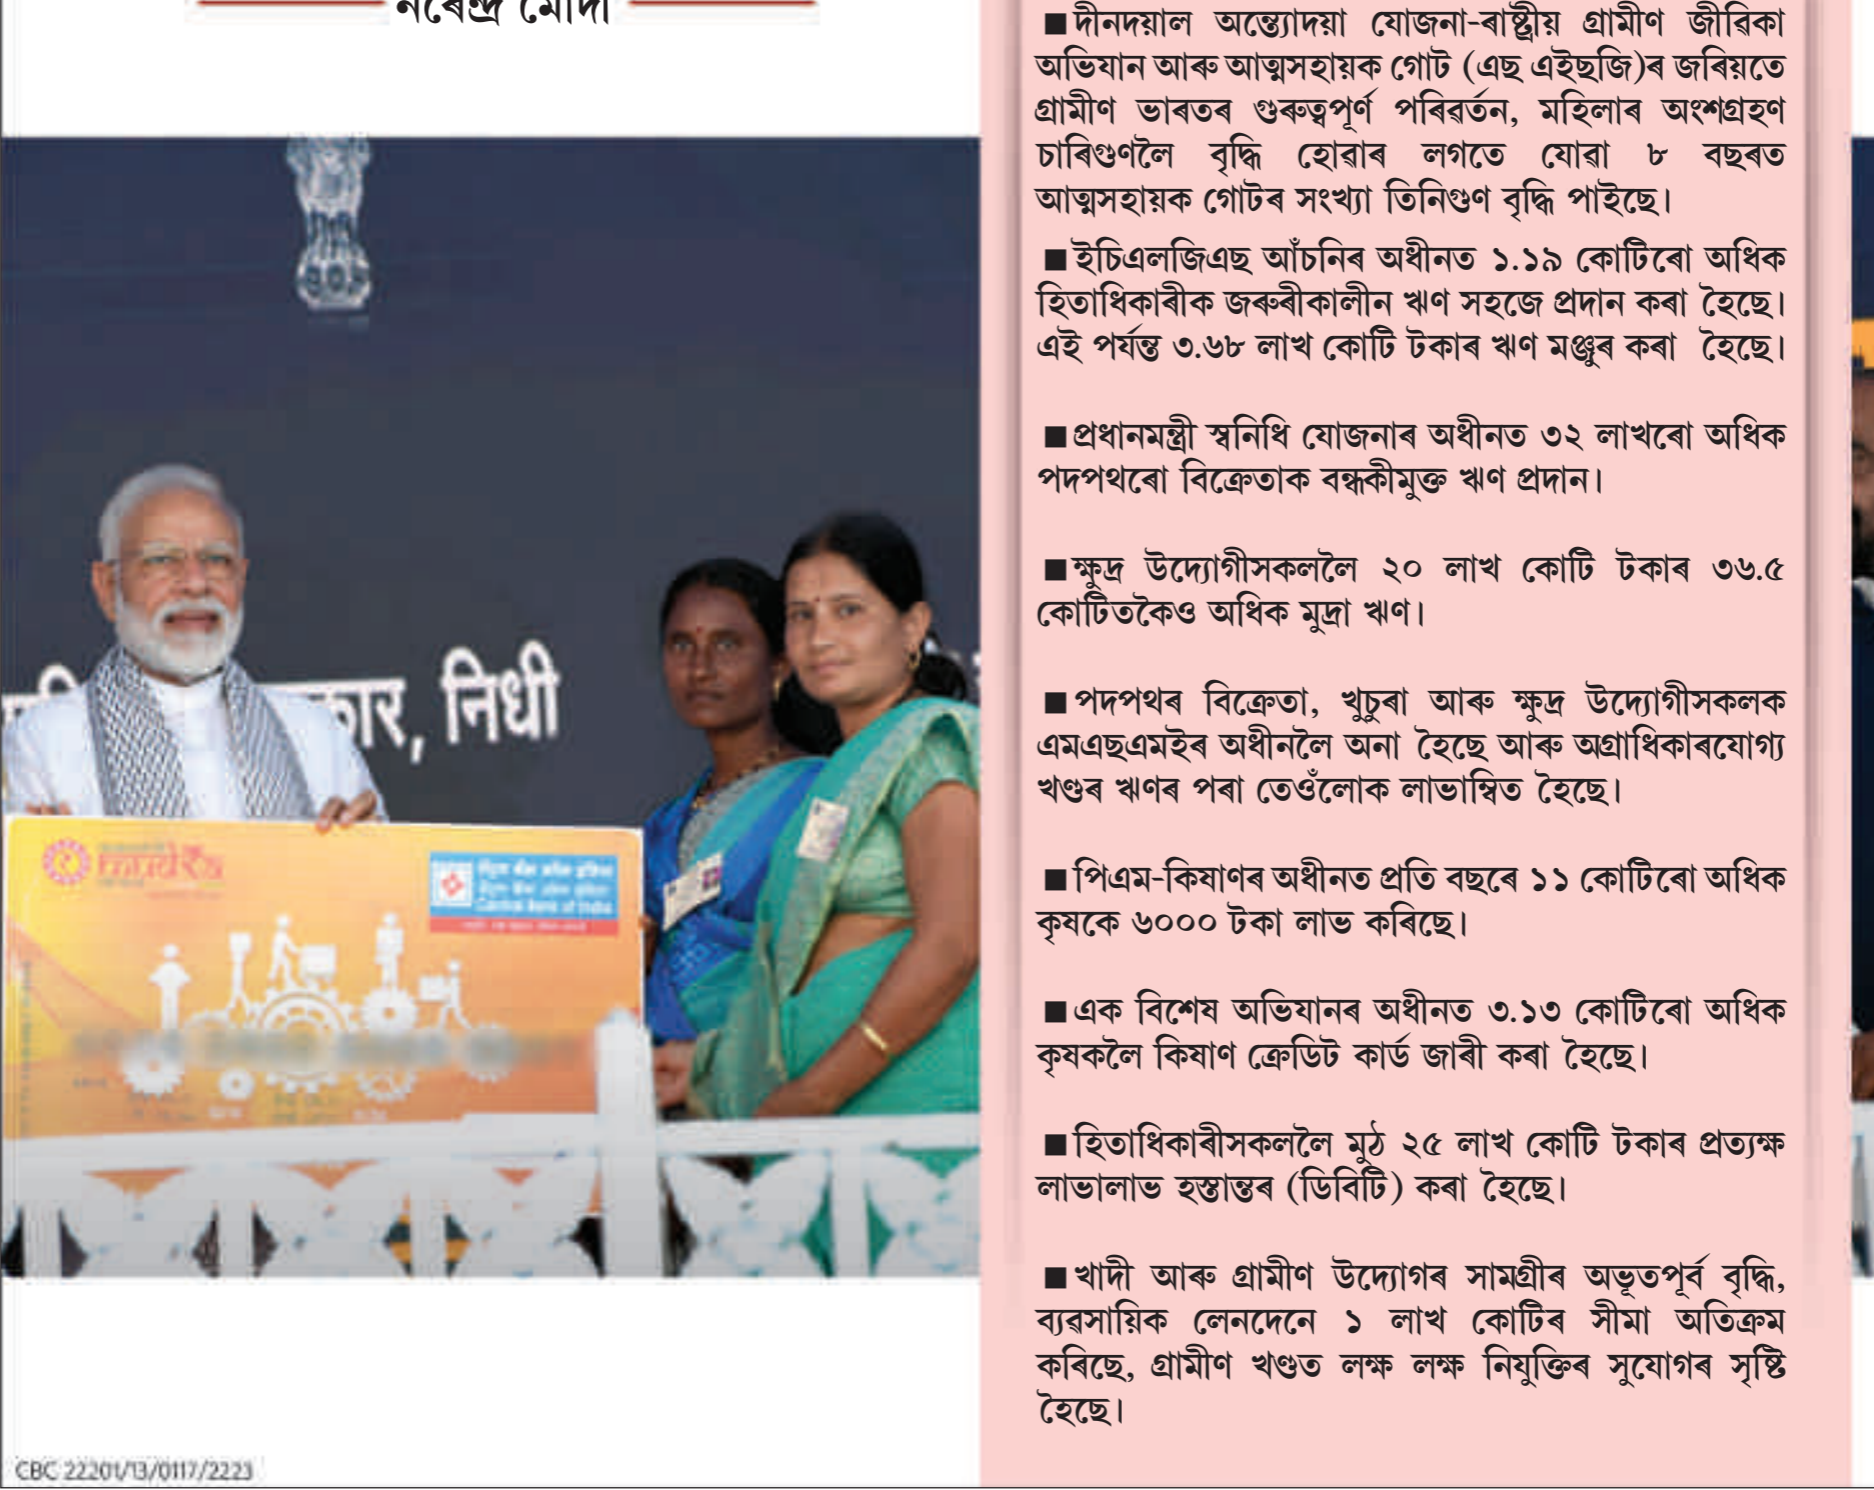 নৰেন্দ্ৰ মোদী
■দীনদয়াল অন্ত্যোদয়া যোজনা-ৰাষ্ট্ৰীয় গ্ৰামীণ জীৱিকা
অভিযান আৰু আত্মসহায়ক গোট (এছ এইছজি)ৰ জৰিয়তে
গ্ৰামীণ ভাৰতৰ গুৰুত্বপূৰ্ণ পৰিৱৰ্তন, মহিলাৰ অংশগ্ৰহণ
চাৰিগুণলৈ বৃদ্ধি হোৱাৰ লগতে যোৱা ৮ বছৰত
আত্মসহায়ক গোটৰ সংখ্যা তিনিগুণ বৃদ্ধি পাইছে।
■ইচিএলজিএছ আঁচনিৰ অধীনত ১.১৯ কোটিৰো অধিক
হিতাধিকাৰীক জৰুৰীকালীন ঋণ সহজে প্ৰদান কৰা হৈছে।
এই পৰ্যন্ত ৩.৬৮ লাখ কোটি টকাৰ ঋণ মঞ্জুৰ কৰা হৈছে।
■প্ৰধানমন্ত্ৰী স্বনিধি যোজনাৰ অধীনত ৩২ লাখৰো অধিক
পদপথৰো বিক্ৰেতাক বন্ধকীমুক্ত ঋণ প্ৰদান।
■ক্ষুদ্ৰ উদ্যোগীসকললৈ ২০ লাখ কোটি টকাৰ ৩৬.৫
কোটিতকৈও অধিক মুদ্ৰা ঋণ।
■পদপথৰ বিক্ৰেতা, খুচুৰা আৰু ক্ষুদ্ৰ উদ্যোগীসকলক
এমএছএমইৰ অধীনলৈ অনা হৈছে আৰু অগ্ৰাধিকাৰযোগ্য
খণ্ডৰ ঋণৰ পৰা তেওঁলোক লাভাম্বিত হৈছে।
■পিএম-কিষাণৰ অধীনত প্ৰতি বছৰে ১১ কোটিৰো অধিক
কৃষকে ৬০০০ টকা লাভ কৰিছে।
■এক বিশেষ অভিযানৰ অধীনত ৩.১৩ কোটিৰো অধিক
কৃষকলৈ কিষাণ ক্ৰেডিট কাৰ্ড জাৰী কৰা হৈছে।
■হিতাধিকাৰীসকললৈ মুঠ ২৫ লাখ কোটি টকাৰ প্ৰত্যক্ষ
লাভালাভ হস্তান্তৰ (ডিবিটি) কৰা হৈছে।
■খাদী আৰু গ্ৰামীণ উদ্যোগৰ সামগ্ৰীৰ অভূতপূৰ্ব বৃদ্ধি,
ব্যৱসায়িক লেনদেনে ১ লাখ কোটিৰ সীমা অতিক্ৰম
কৰিছে, গ্ৰামীণ খণ্ডত লক্ষ লক্ষ নিযুক্তিৰ সুযোগৰ সৃষ্টি
হৈছে।
निधी
mudra
Central Bank of India
CBC 22201/13/0117/2223